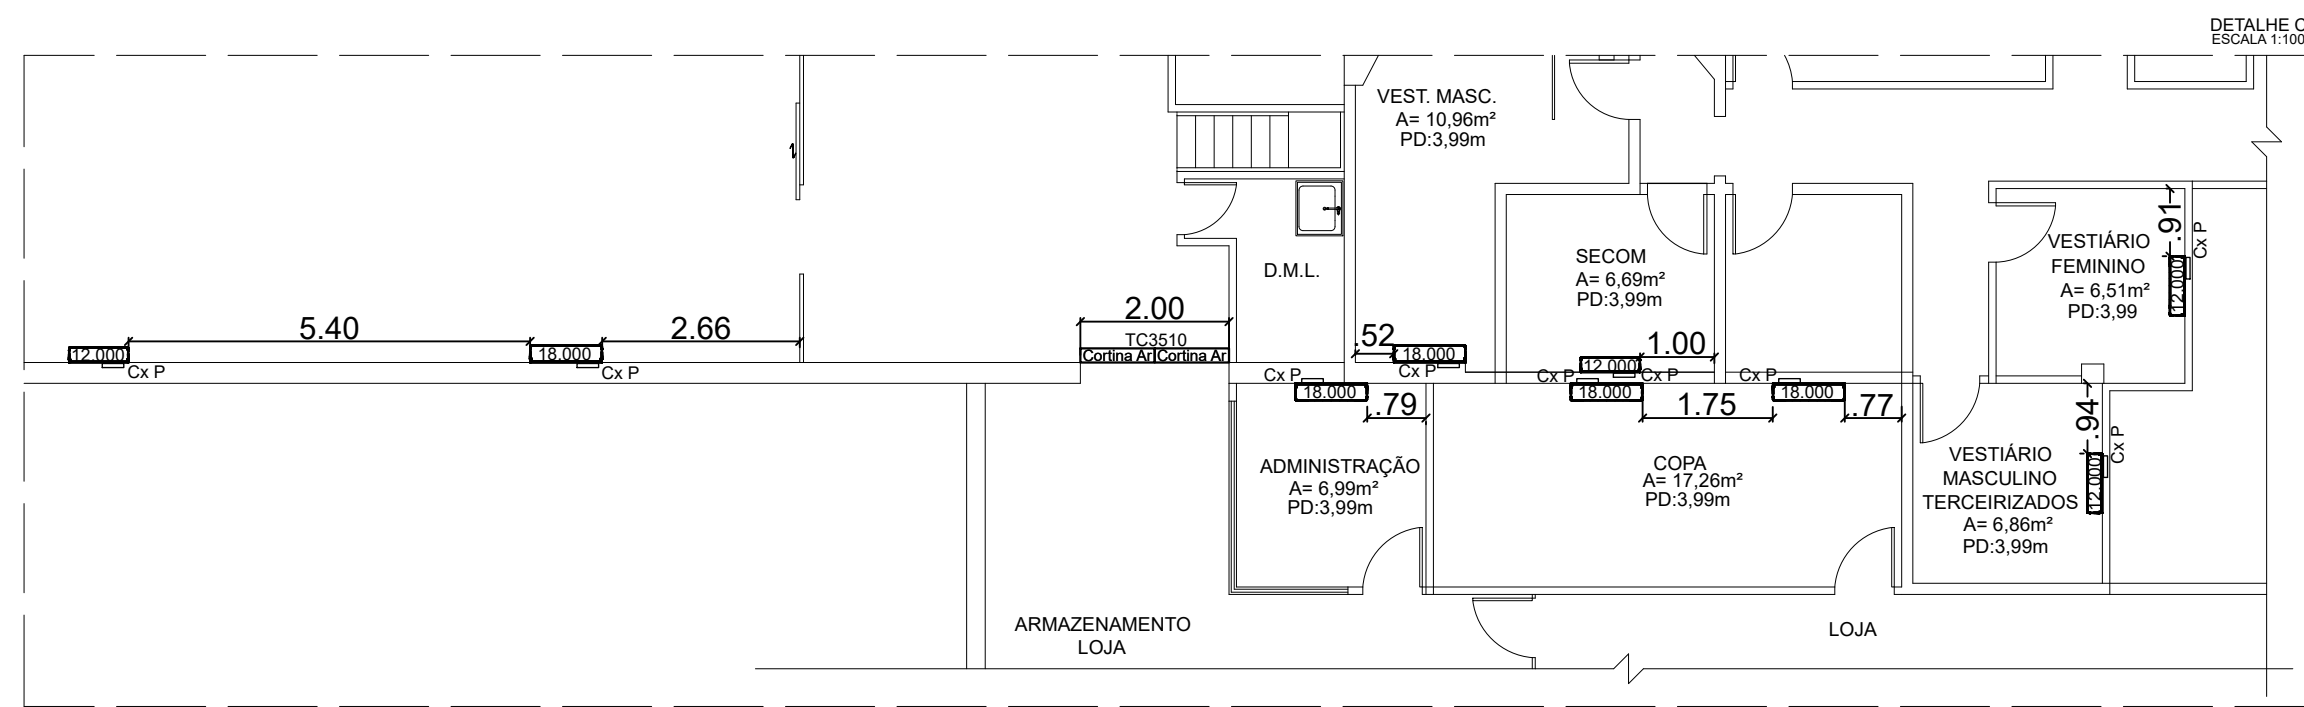 DETALHE C
ESCALA 1:100
VEST. MASC.
A= 10,96m²
PD:3,99m
SECOM
A= 6,69m²
PD:3,99m
VESTIÁRIO
FEMININO
A= 6,51m²
PD:3,99
.91
Cx P
12.000
D.M.L.
5.40
2.66
2.00
TC3510
Cortina Ar
Cortina Ar
12.000
Cx P
18.000
Cx P
.52
18.000
Cx P
1.00
12.000
Cx P
Cx P
18.000
.79
Cx P
18.000
1.75
Cx P
18.000
.77
.94
Cx P
12.000
ADMINISTRAÇÃO
A= 6,99m²
PD:3,99m
COPA
A= 17,26m²
PD:3,99m
VESTIÁRIO
MASCULINO
TERCEIRIZADOS
A= 6,86m²
PD:3,99m
ARMAZENAMENTO
LOJA
LOJA